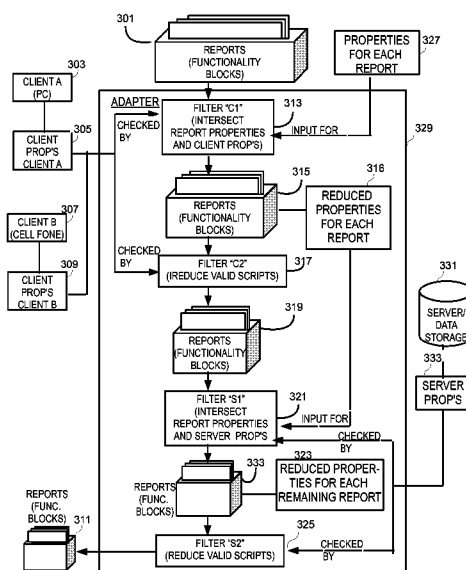 301
REPORTS
(FUNCTIONALITY
BLOCKS)
PROPERTIES
FOR EACH
REPORT
327
303
CLIENT A
(PC)
305
CLIENT
PROP'S
CLIENT A
ADAPTER
CHECKED
BY
FILTER "C1"
(INTERSECT
REPORT PROPERTIES
AND CLIENT PROP'S)
313
INPUT FOR
329
315
REPORTS
(FUNCTIONALITY
BLOCKS)
316
REDUCED
PROPERTIES
FOR EACH
REPORT
307
CLIENT B
(CELL FONE)
309
CLIENT
PROP'S
CLIENT B
CHECKED
BY
FILTER "C2"
(REDUCE VALID SCRIPTS)
317
319
REPORTS
(FUNCTIONALITY
BLOCKS)
331
SERVER/
DATA
STORAGE
333
SERVER
PROP'S
FILTER "S1"
(INTERSECT
REPORT PROPERTIES
AND SERVER PROP'S)
321
INPUT FOR
CHECKED
BY
REPORTS
(FUNC.
BLOCKS)
333
323
REDUCED PROPER-
TIES FOR EACH
REMAINING REPORT
REPORTS
(FUNC.
BLOCKS)
311
FILTER "S2"
(REDUCE VALID SCRIPTS)
325
CHECKED
BY